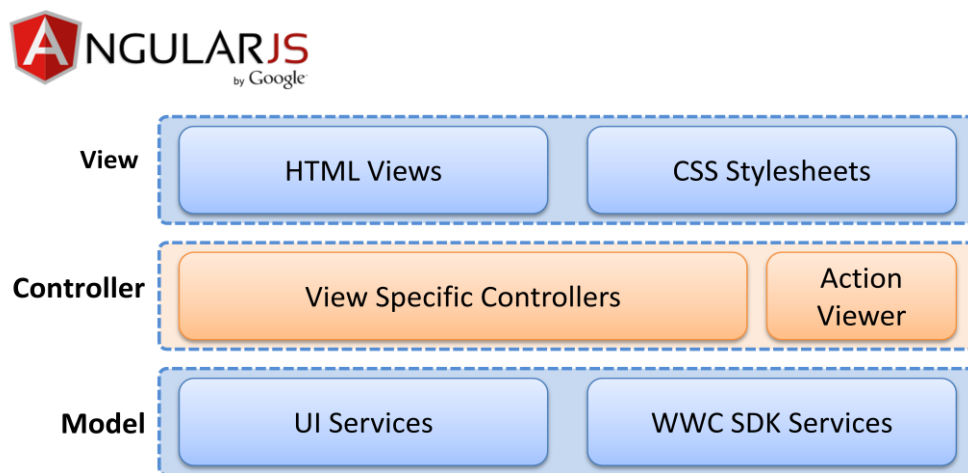 ANGULARJS
by Google
View
HTML Views
CSS Stylesheets
Controller
View Specific Controllers
Action
Viewer
Model
UI Services
WWC SDK Services